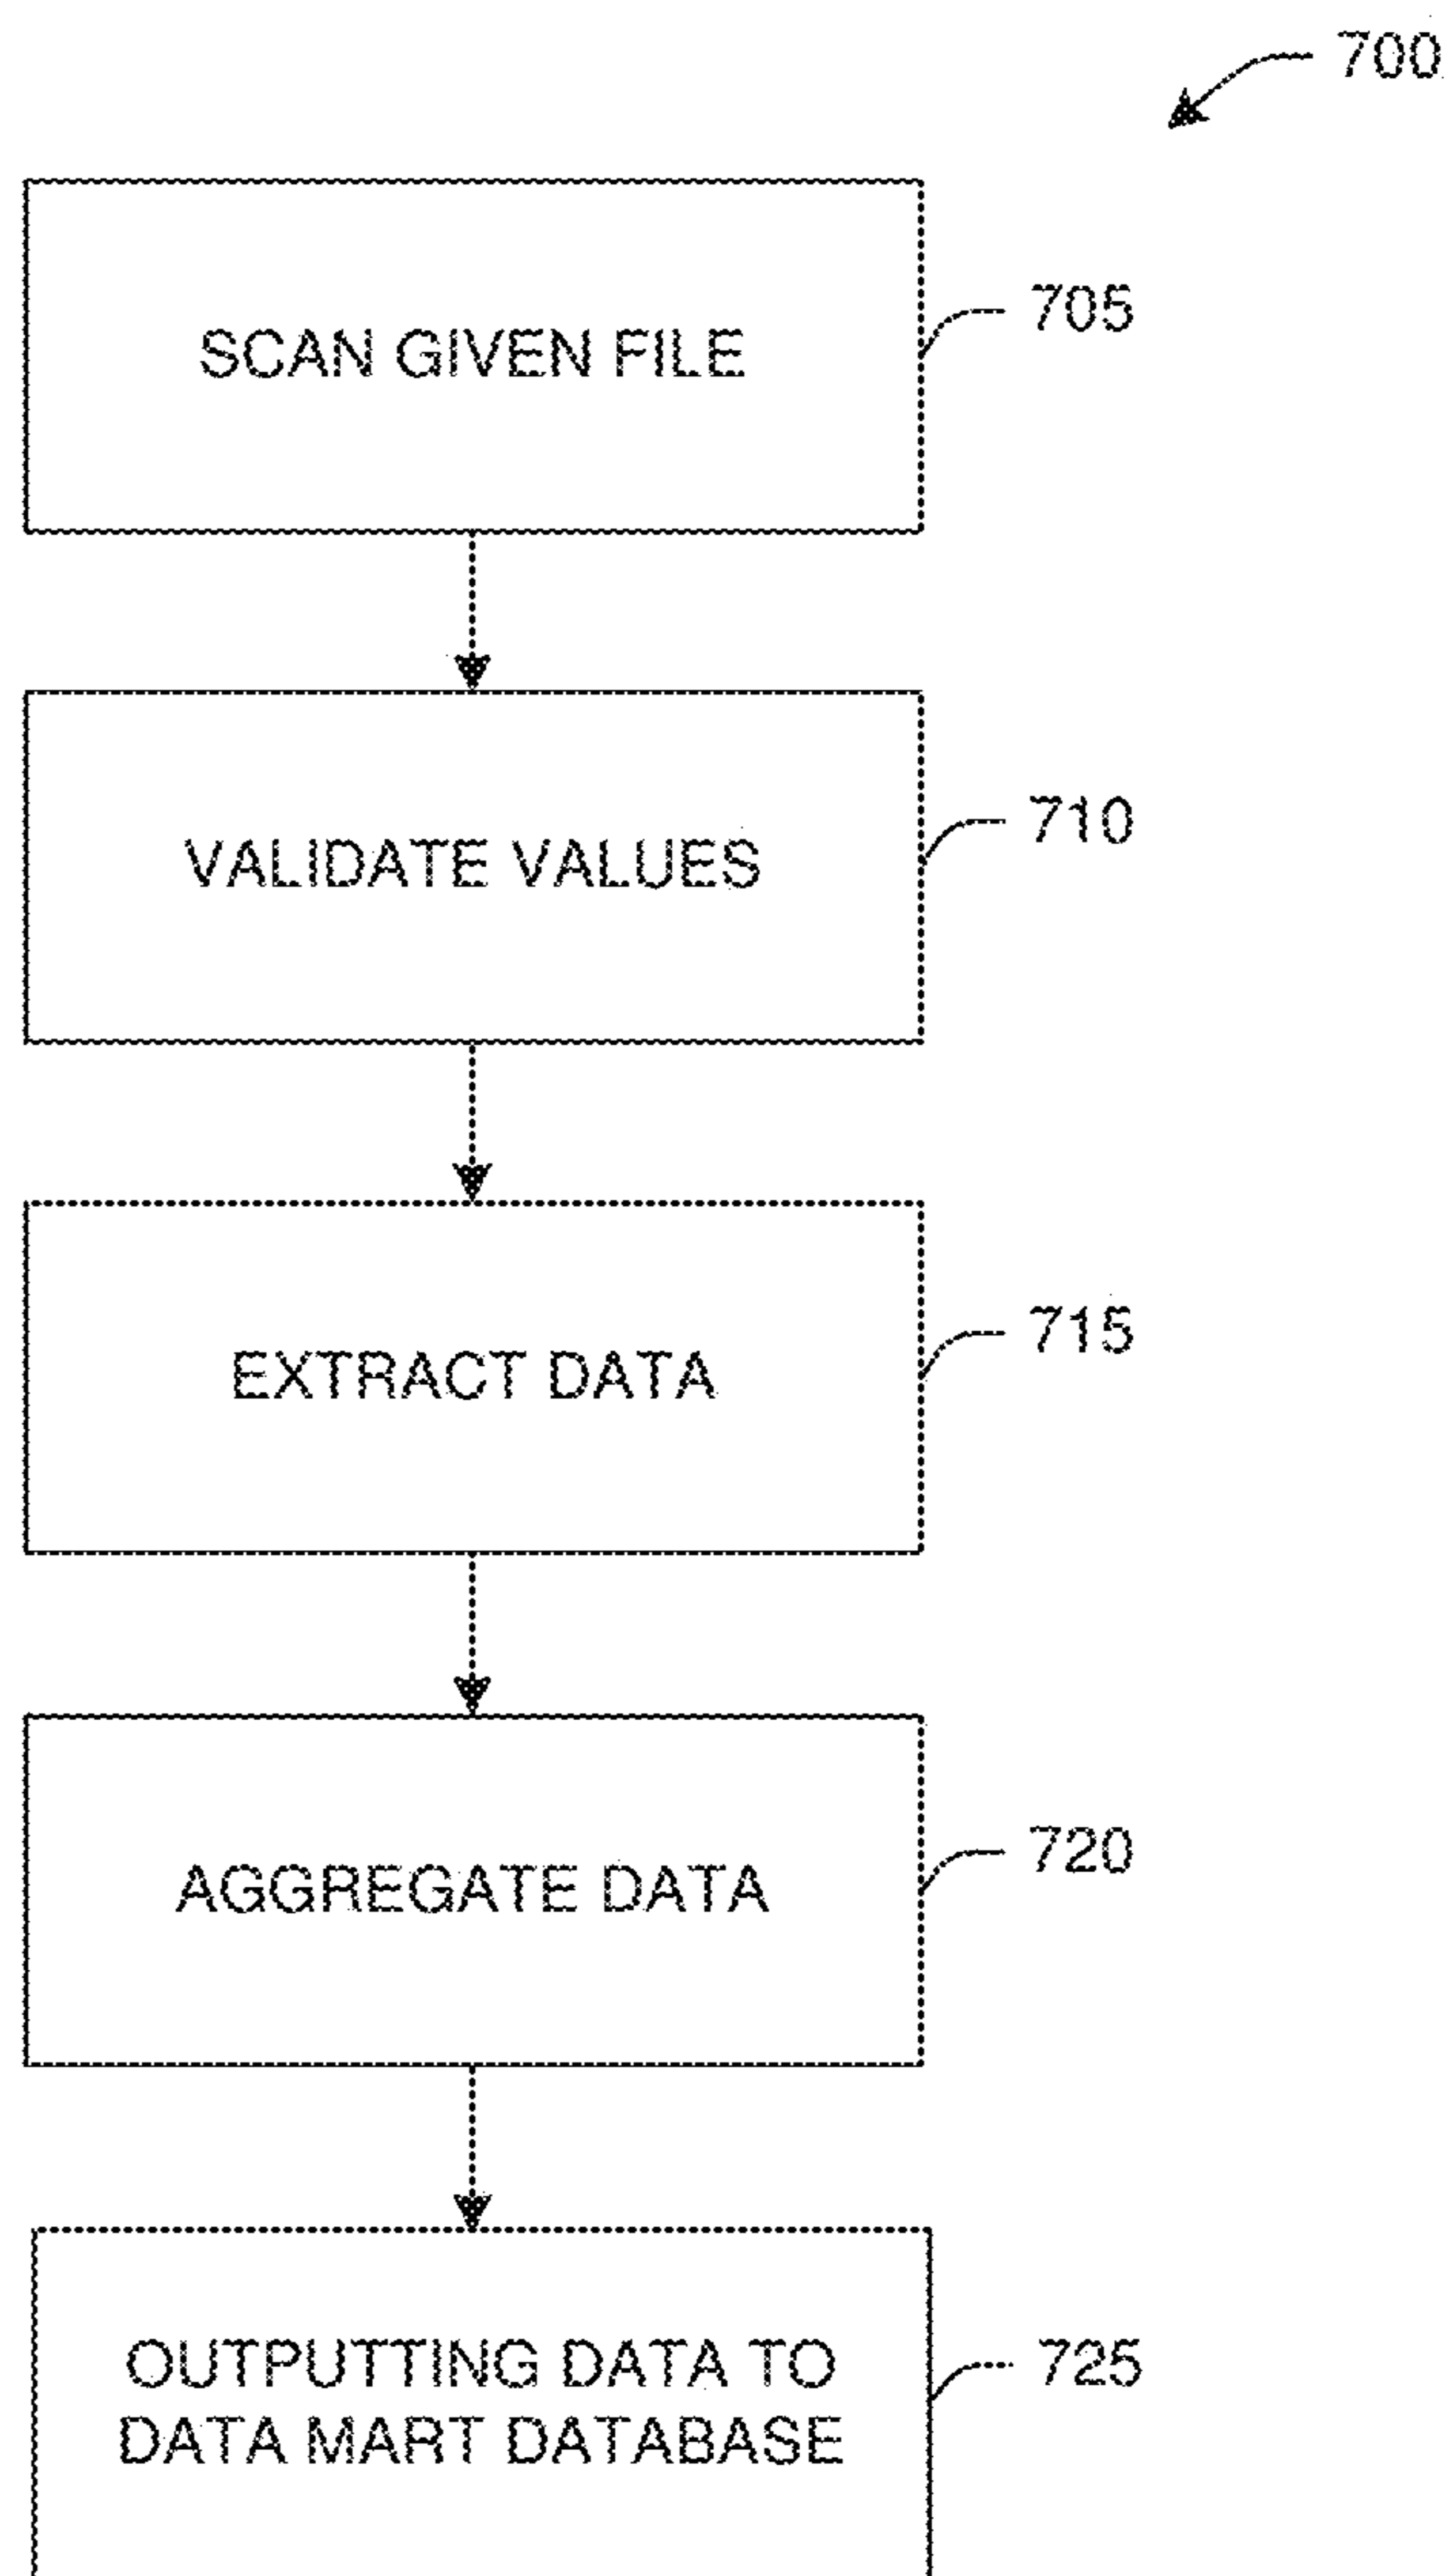 700
SCAN GIVEN FILE
705
VALIDATE VALUES
710
EXTRACT DATA
715
AGGREGATE DATA
720
OUTPUTTING DATA TO
DATA MART DATABASE
725